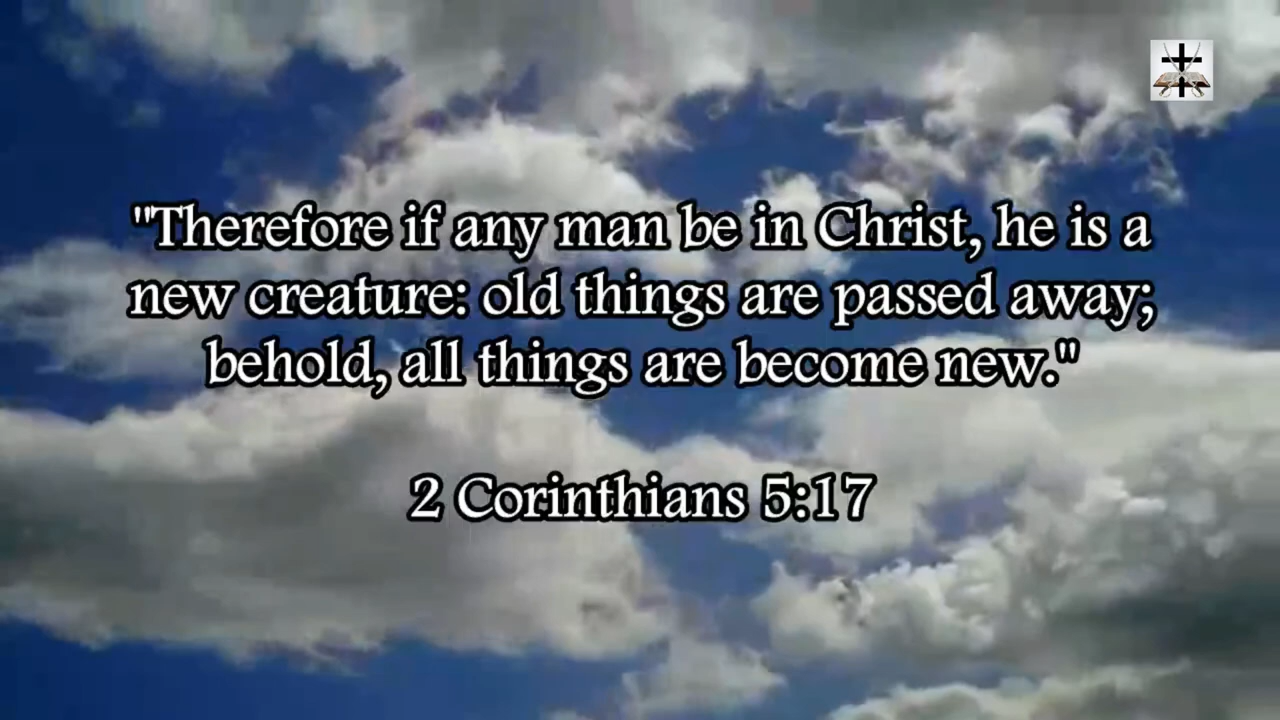 "Therefore if any man be in Christ, he is a
new creature: old things are passed away;
behold, all things are become new."
2 Corinthians 5:17